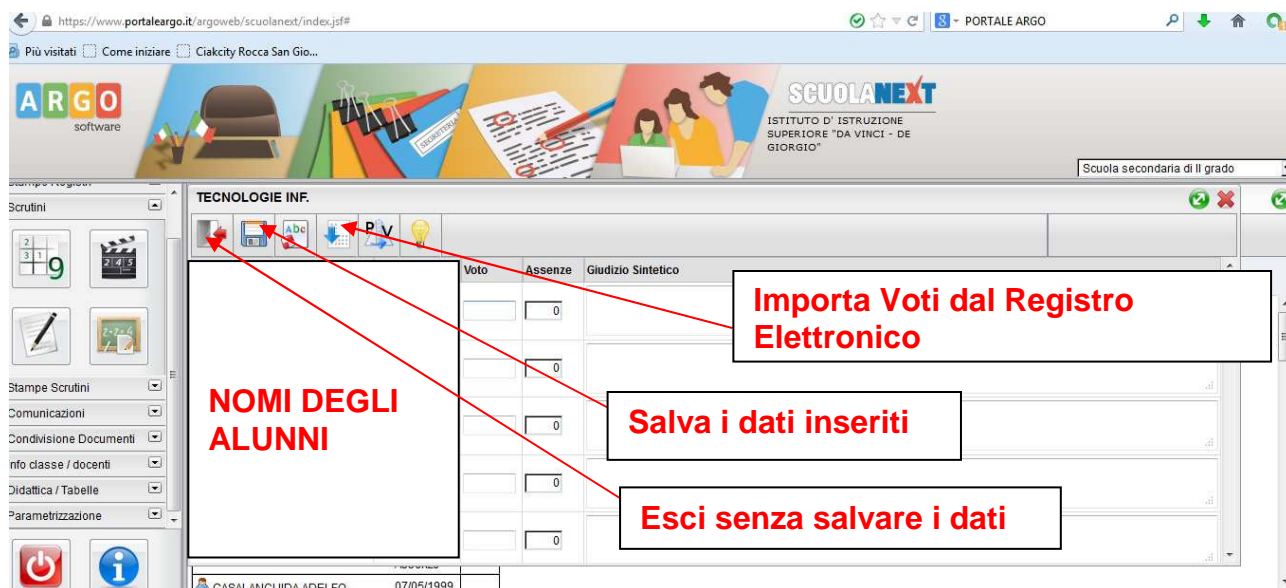 https://www.portaleargo.it/argoweb/scuolanext/index.jsf#
PORTALE ARGO
Più visitati
Come iniziare
Ciakcity Rocca San Gio...
ARGO
software
SEGRETERIA
SCUOLANEXT
ISTITUTO D' ISTRUZIONE
SUPERIORE "DA VINCI - DE
GIORGIO"
Scuola secondaria di II grado
Scrutini
TECNOLOGIE INF.
Abc
P V
Voto
Assenze
Giudizio Sintetico
Importa Voti dal Registro
Elettronico
0
0
0
0
0
NOMI DEGLI
ALUNNI
Salva i dati inseriti
Esci senza salvare i dati
Stampe Scrutini
Comunicazioni
Condivisione Documenti
Info classe / docenti
Didattica / Tabelle
Parametrizzazione
07/05/1999